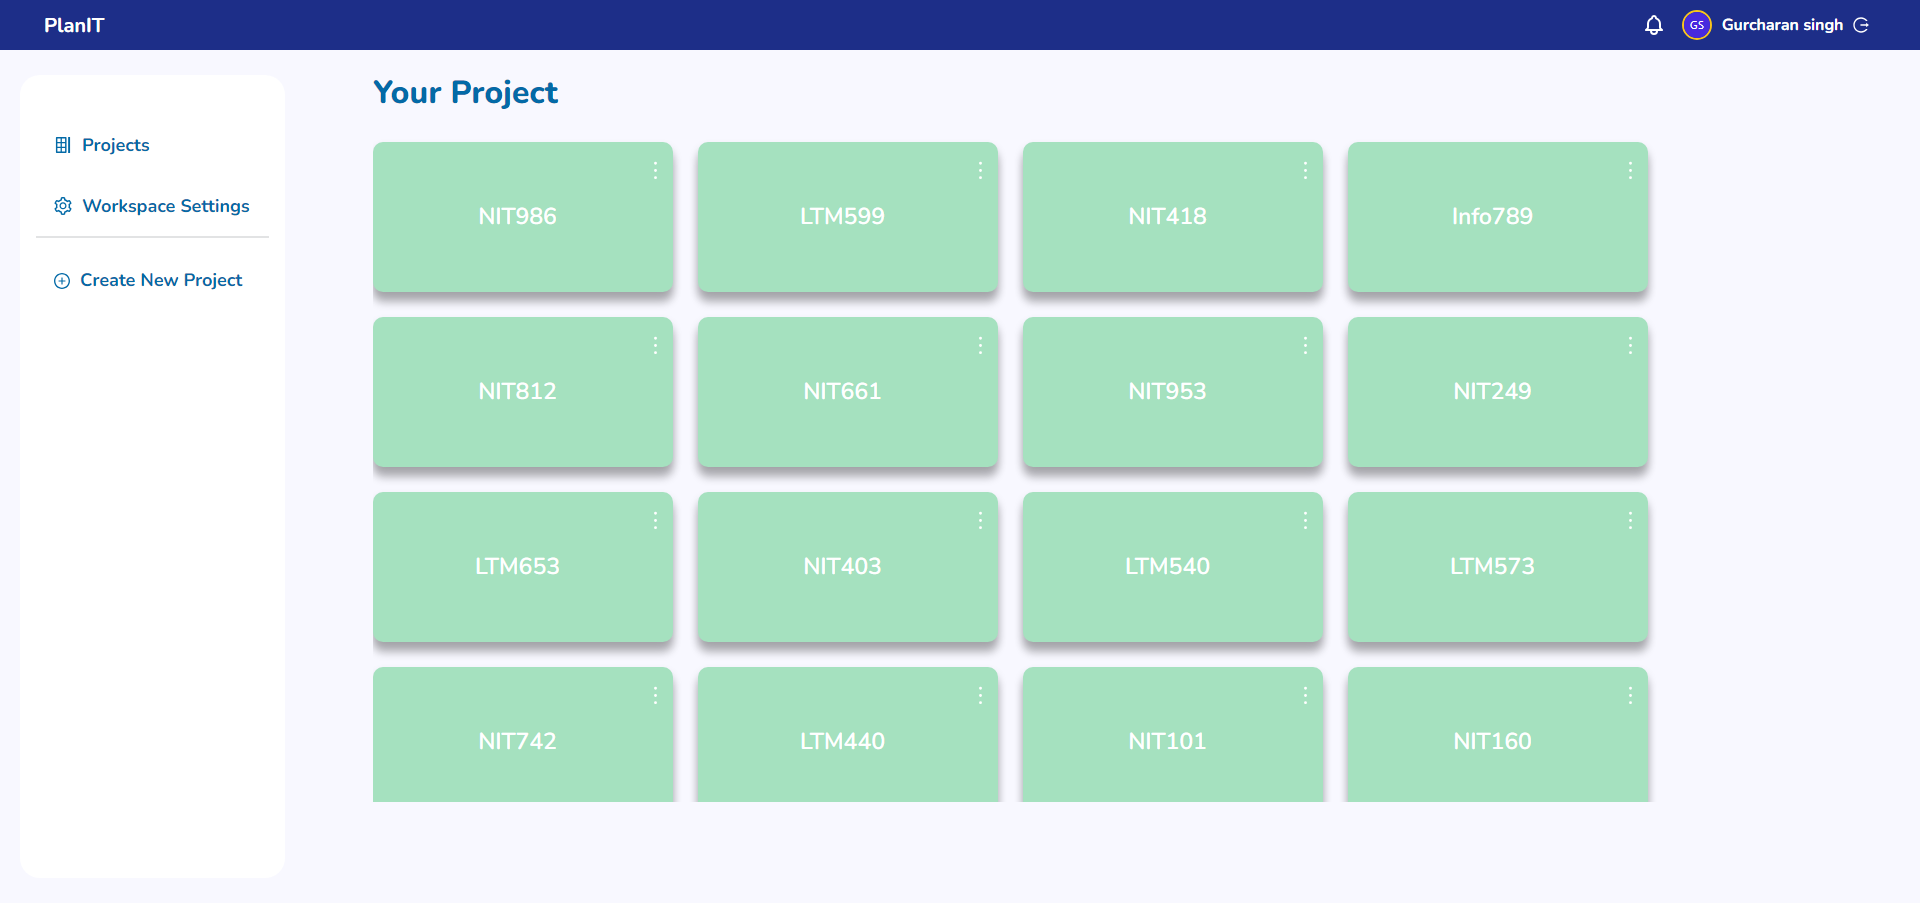 PlanIT
GS Gurcharan singh
Projects
Workspace Settings
Create New Project
Your Project
NIT986 LTM599 NIT418 Info789
NIT812 NIT661 NIT953 NIT249
LTM653 NIT403 LTM540 LTM573
NIT742 LTM440 NIT101 NIT160